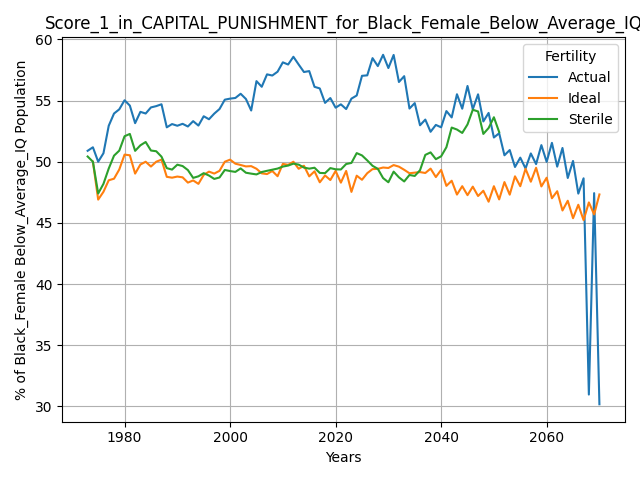 Score_1_in_CAPITAL_PUNISHMENT_for_Black_Female_Below_Average_IQ
% of Black_Female Below_Average_IQ Population
60
55
50
45
40
35
30
Fertility
Actual
Ideal
Sterile
1980 2000 2020 2040 2060
Years